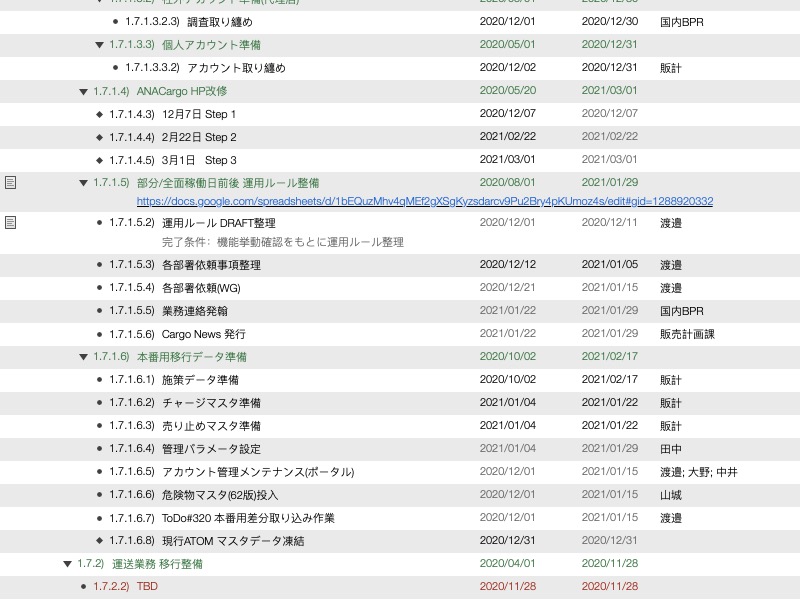 1.7.1.3.2.3) 調査取り纏め 2020/12/01 2020/12/30 国内BPR
1.7.1.3.3) 個人アカウント準備 2020/05/01 2020/12/31
1.7.1.3.3.2) アカウント取り纏め 2020/12/02 2020/12/31 販計
1.7.1.4) ANACargo HP改修 2020/05/20 2021/03/01
1.7.1.4.3) 12月7日 Step 1 2020/12/07 2020/12/07
1.7.1.4.4) 2月22日 Step 2 2021/02/22 2021/02/22
1.7.1.4.5) 3月1日 Step 3 2021/03/01 2021/03/01
1.7.1.5) 部分/全面稼働日前後 運用ルール整備 2020/08/01 2021/01/29
https://docs.google.com/spreadsheets/d/1bEQuzMhv4qMEf2gXSgKyzsdarcv9Pu2Bry4pKUmoz4s/edit#gid=1288920332
1.7.1.5.2) 運用ルール DRAFT整理 2020/12/01 2020/12/11 渡邉
完了条件: 機能挙動確認をもとに運用ルール整理
1.7.1.5.3) 各部署依頼事項整理 2020/12/12 2021/01/05 渡邉
1.7.1.5.4) 各部署依頼(WG) 2020/12/21 2021/01/15 渡邉
1.7.1.5.5) 業務連絡発翰 2021/01/22 2021/01/29 国内BPR
1.7.1.5.6) Cargo News 発行 2021/01/22 2021/01/29 販売計画課
1.7.1.6) 本番用移行データ準備 2020/10/02 2021/02/17
1.7.1.6.1) 施策データ準備 2020/10/02 2021/02/17 販計
1.7.1.6.2) チャージマスタ準備 2021/01/04 2021/01/22 販計
1.7.1.6.3) 売り止めマスタ準備 2021/01/04 2021/01/22 販計
1.7.1.6.4) 管理パラメータ設定 2021/01/04 2021/01/29 田中
1.7.1.6.5) アカウント管理メンテナンス(ポータル) 2020/12/01 2021/01/15 渡邉; 大野; 中井
1.7.1.6.6) 危険物マスタ(62版)投入 2020/12/01 2021/01/15 山城
1.7.1.6.7) ToDo#320 本番用差分取り込み作業 2020/12/01 2021/01/15 渡邉
1.7.1.6.8) 現行ATOM マスタデータ凍結 2020/12/31 2020/12/31
1.7.2) 運送業務 移行整備 2020/04/01 2020/11/28
1.7.2.2) TBD 2020/11/28 2020/11/28